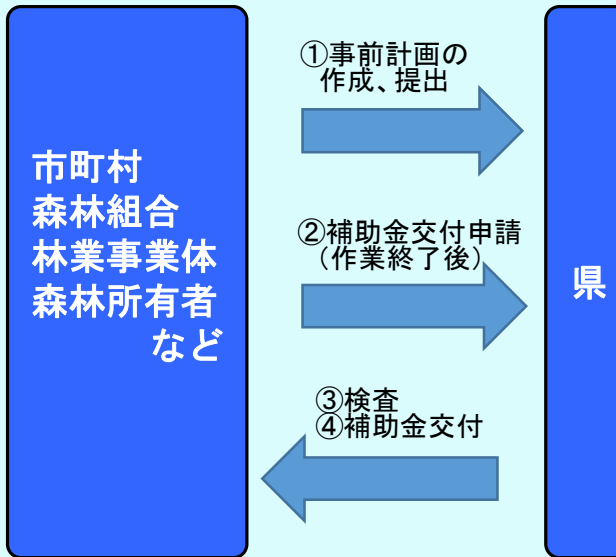 市町村
森林組合
林業事業体
森林所有者
など
①事前計画の
作成、提出
②補助金交付申請
（作業終了後）
③検査
④補助金交付
県